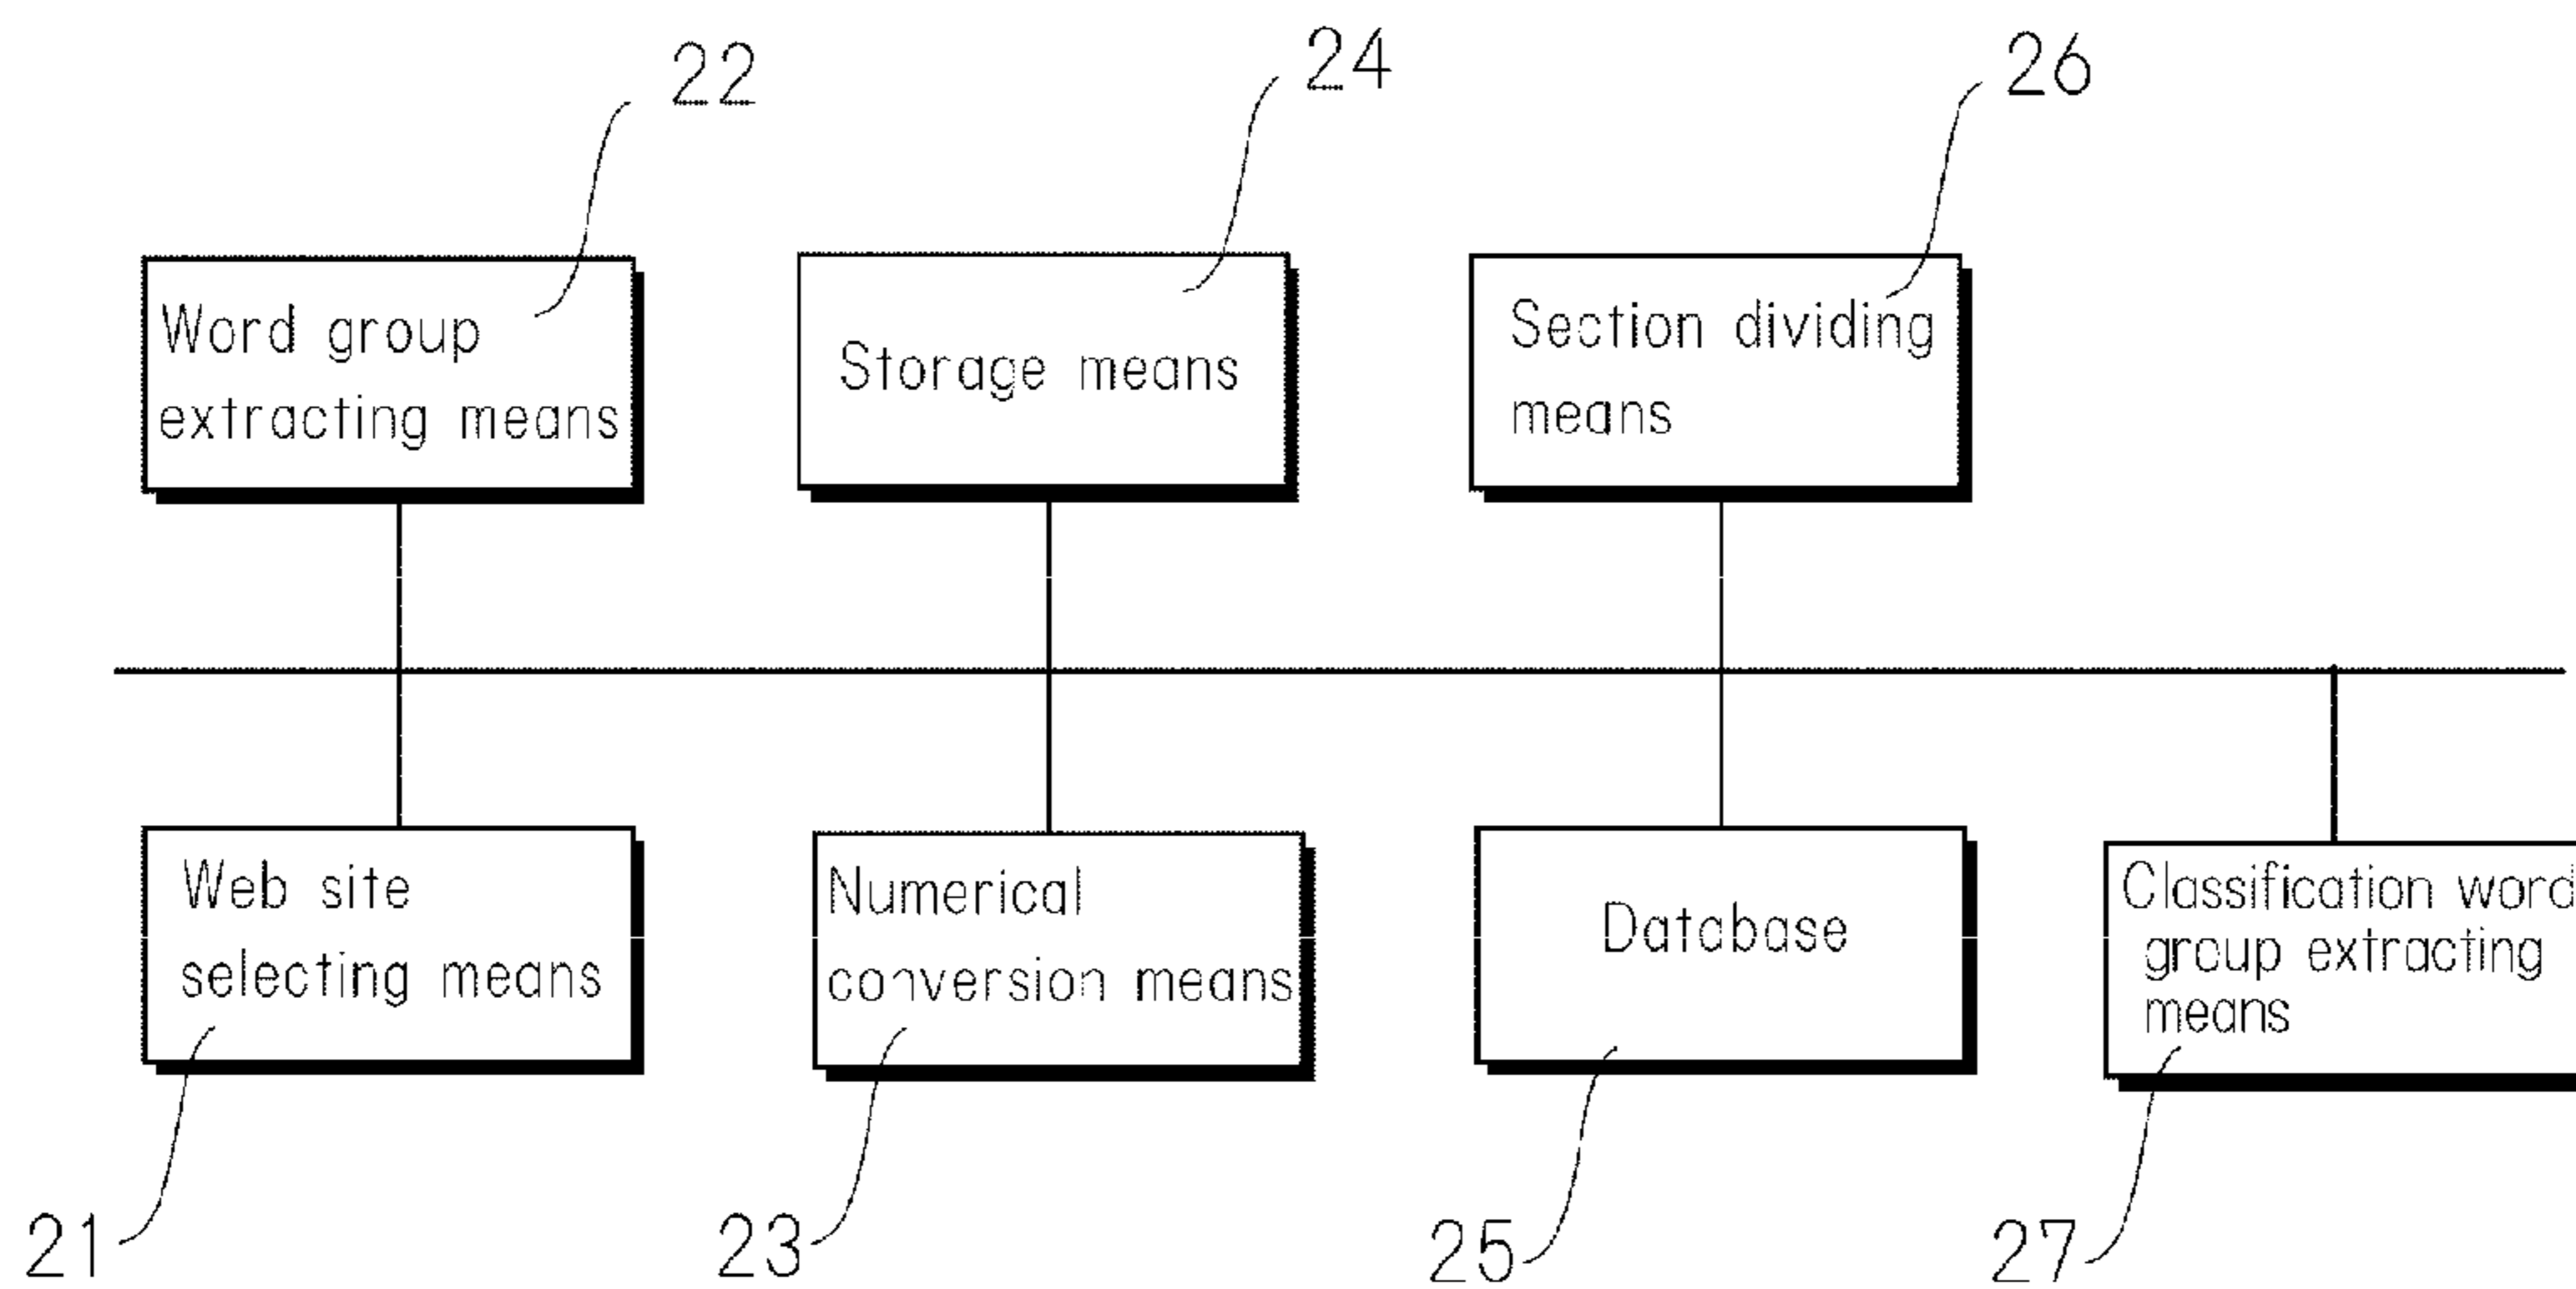 22
24
26
Word group
extracting means
Storage means
Section dividing
means
Web site
selecting means
Numerical
conversion means
Database
Classification word
group extracting
means
21
23
25
27